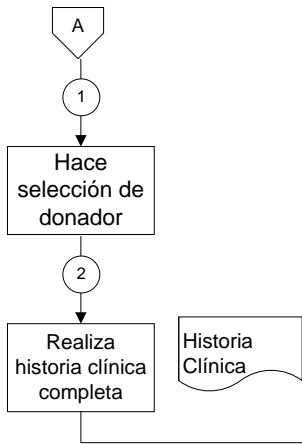 A
1
Hace
selección de
donador
2
Realiza
historia clínica
completa
Historia
Clínica